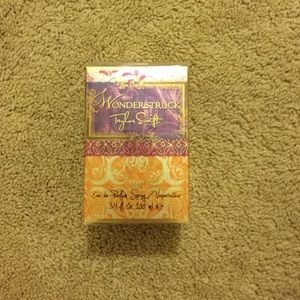 Wonderstruck
Taylor Swift
Eau de Parfum Spray / Vaporisateur
3.4 fl. Oz. 100 ml e